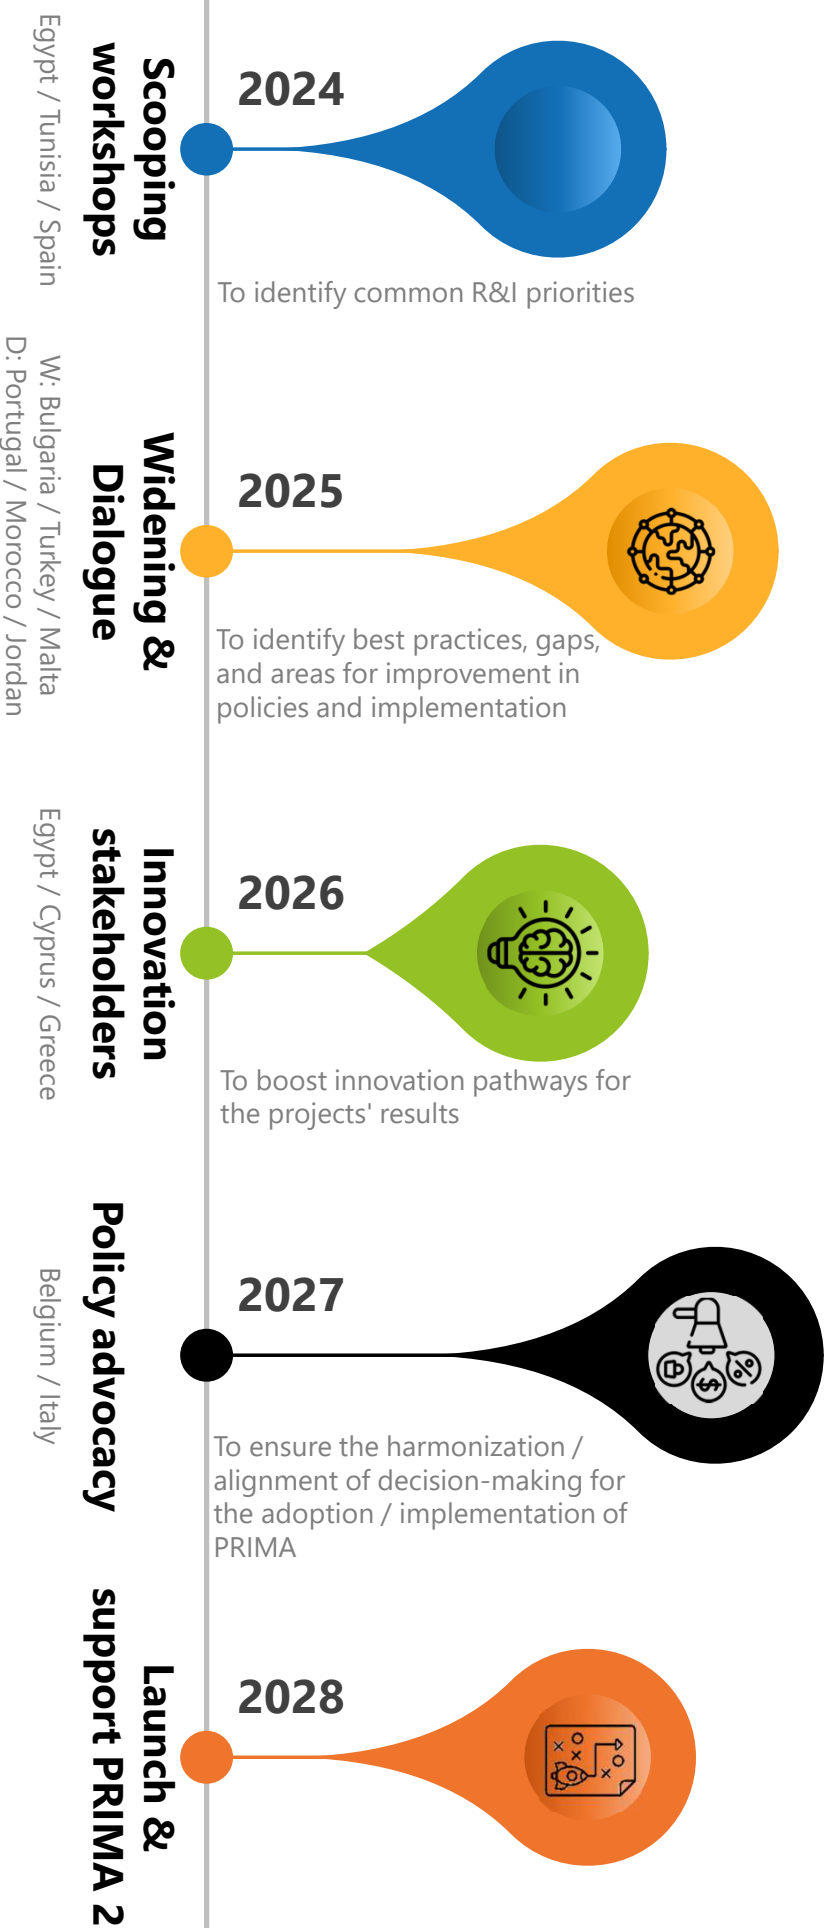 Scooping
workshops
Egypt / Tunisia / Spain
2024
To identify common R&I priorities
Widening &
Dialogue
W: Bulgaria / Turkey / Malta
D: Portugal / Morocco / Jordan
2025
To identify best practices, gaps,
and areas for improvement in
policies and implementation
Innovation
stakeholders
Egypt / Cyprus / Greece
2026
To boost innovation pathways for
the projects' results
Policy advocacy
Belgium / Italy
2027
To ensure the harmonization /
alignment of decision-making for
the adoption / implementation of
PRIMA
Launch &
support PRIMA 2
2028